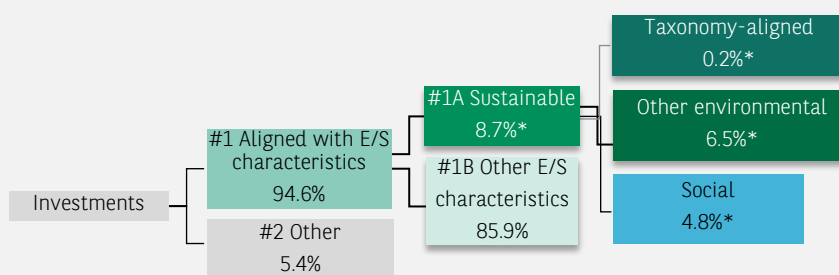 Investments
#1 Aligned with E/S
characteristics
94.6%
#2 Other
5.4%
#1A Sustainable
8.7%*
#1B Other E/S
characteristics
85.9%
Taxonomy-aligned
0.2%*
Other environmental
6.5%*
Social
4.8%*